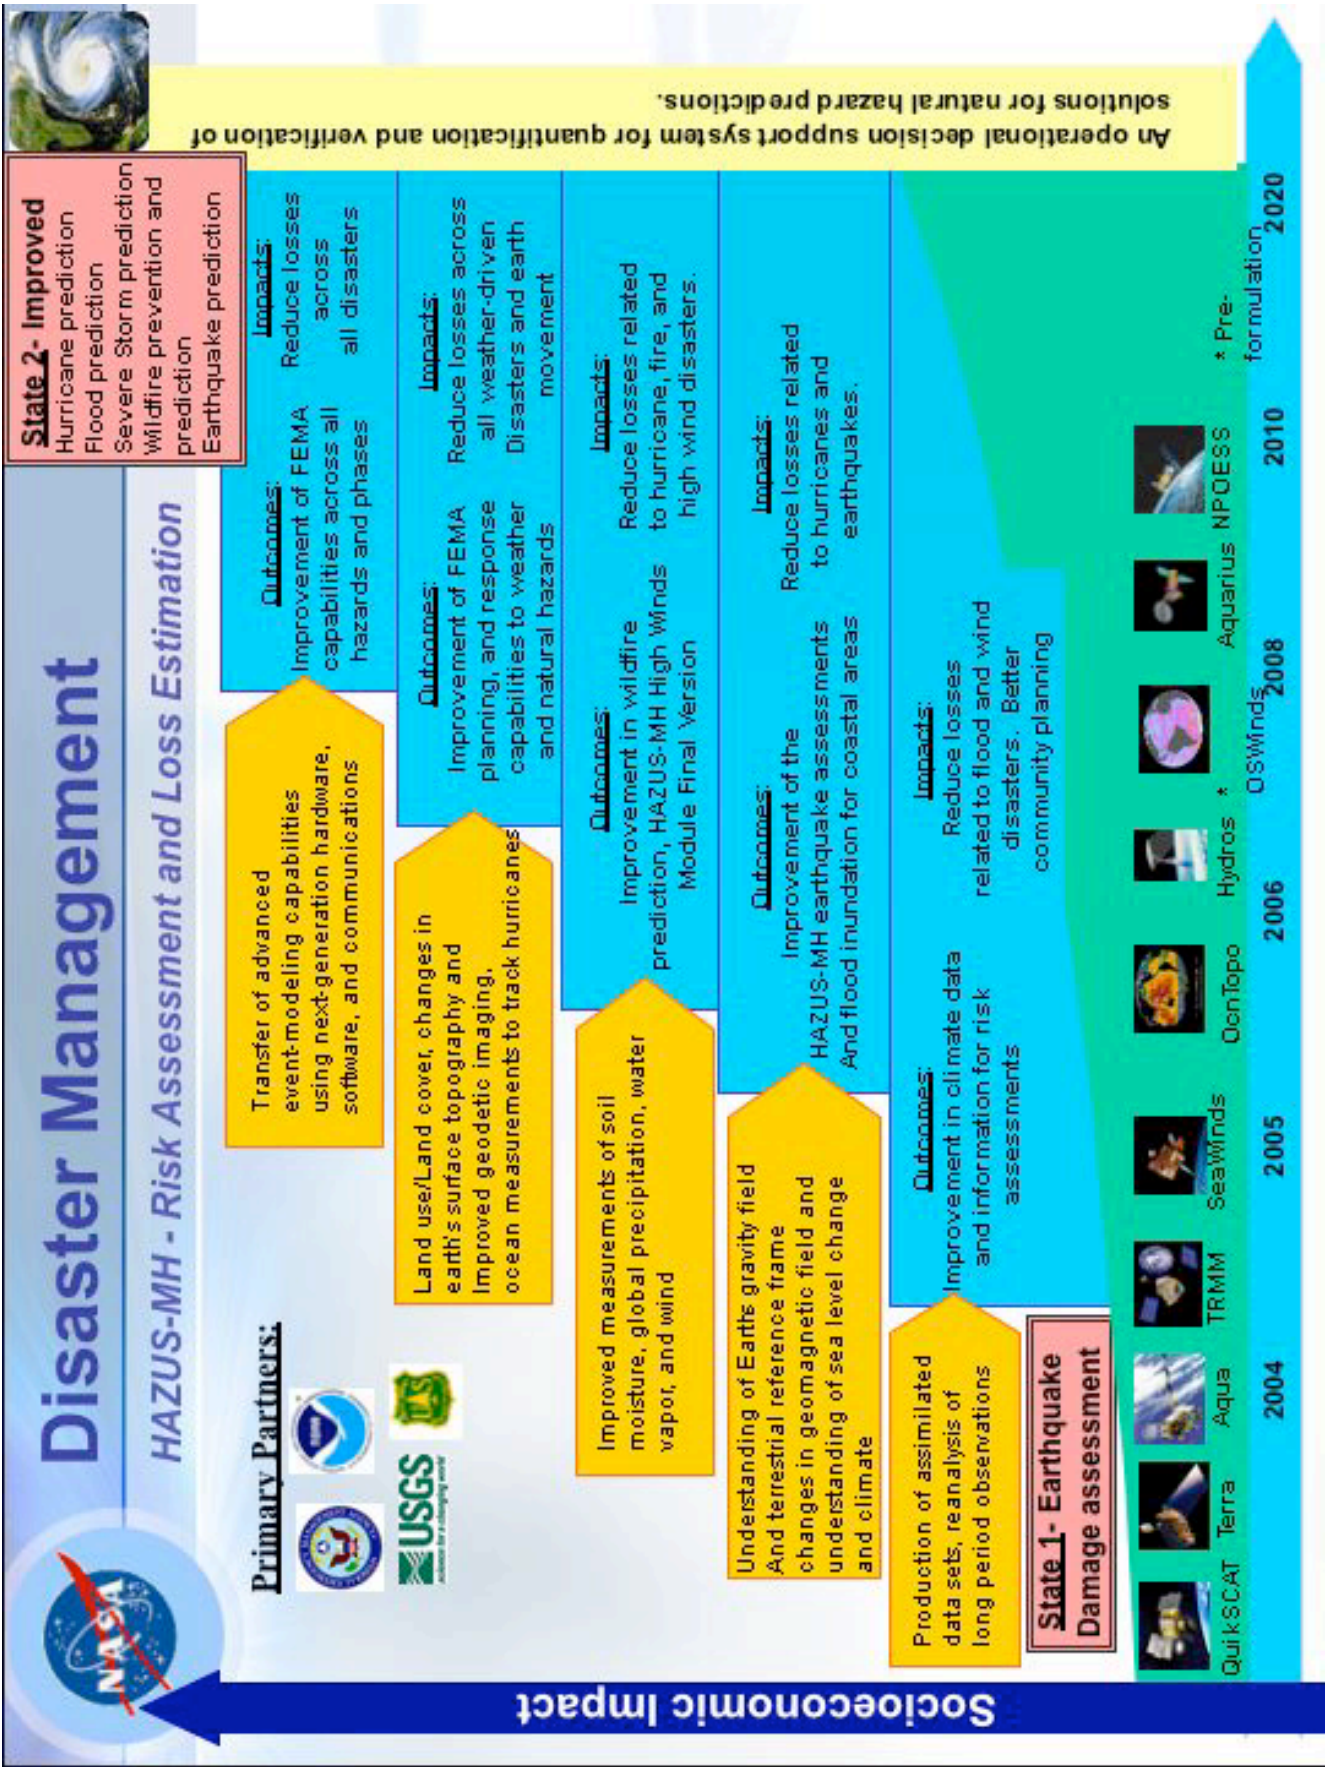 Disaster Management
HAZUS-MH - Risk Assessment and Loss Estimation
NASA
State 2- Improved
Hurricane prediction
Flood prediction
Severe Storm prediction
Wildfire prevention and
prediction
Earthquake prediction
Primary Partners:
USGS
science for a changing world
Socioeconomic Impact
Transfer of advanced
event-modeling capabilities
using next-generation hardware,
software, and communications
Outcomes:
Improvement of FEMA
capabilities across all
hazards and phases
Impacts:
Reduce losses
across
all disasters
Land use/Land cover, changes in
earth's surface topography and
Improved geodetic imaging,
ocean measurements to track hurricanes
Outcomes:
Improvement of FEMA
planning, and response
capabilities to weather
and natural hazards
Impacts:
Reduce losses across
all weather-driven
Disasters and earth
movement
Improved measurements of soil
moisture, global precipitation, water
vapor, and wind
Outcomes:
Improvement in wildfire
prediction, HAZUS-MH High Winds
Module Final Version
Impacts:
Reduce losses related
to hurricane, fire, and
high wind disasters.
Understanding of Earths gravity field
And terrestrial reference frame
changes in geomagnetic field and
understanding of sea level change
and climate
Outcomes:
Improvement of the
HAZUS-MH earthquake assessments
And flood inundation for coastal areas
Impacts:
Reduce losses related
to hurricanes and
earthquakes.
Production of assimilated
data sets, reanalysis of
long period observations
Outcomes:
Improvement in climate data
and information for risk
assessments
Impacts:
Reduce losses
related to flood and wind
disasters. Better
community planning
State 1- Earthquake
Damage assessment
An operational decision support system for quantification and verification of
solutions for natural hazard predictions.
QuikSCAT Terra Aqua TRMM SeaWinds OcnTopo Hydros * OSWinds Aquarius NPOESS * Pre-
formulation
2004 2005 2006 2008 2010 2020